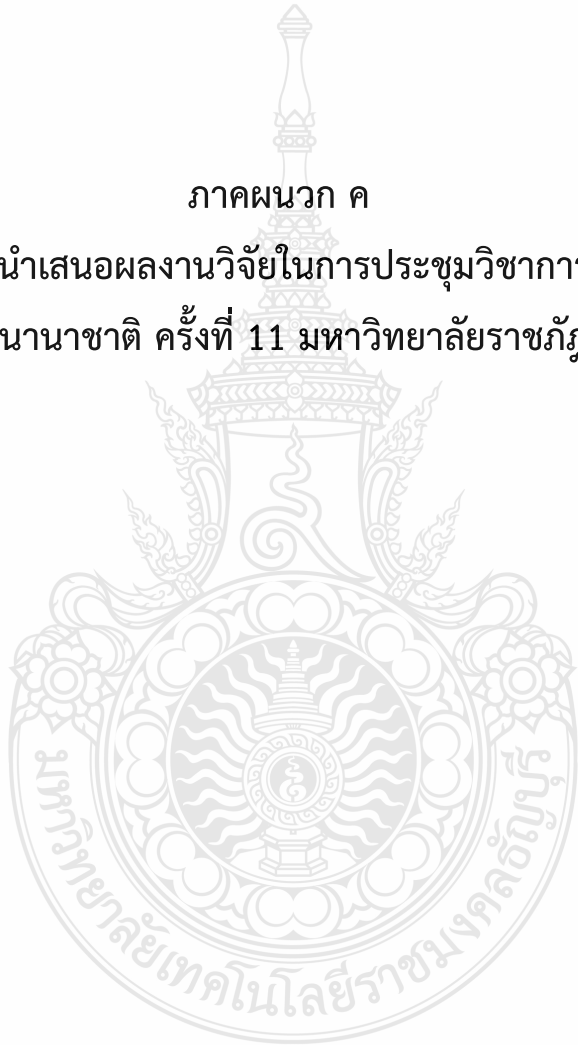 ภาคผนวก ค
นำเสนอผลงานวิจัยในการประชุมวิชาการ
นานาชาติ ครั้งที่ 11 มหาวิทยาลัยราชภัฏ
มหาวิทยาลัยเทคโนโลยีราชมงคลธัญบุรี